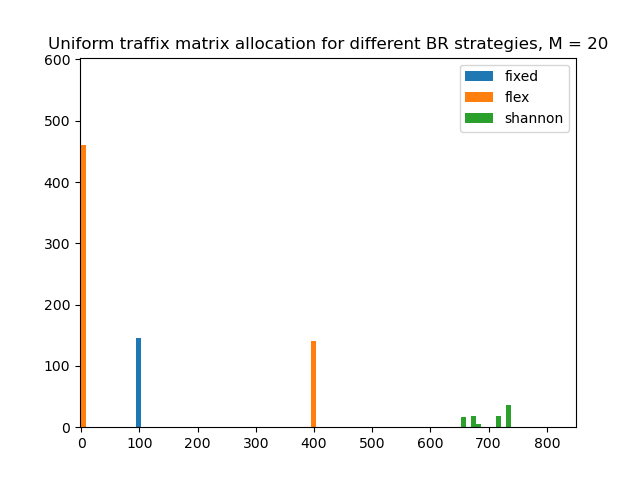 Uniform traffix matrix allocation for different BR strategies, M = 20
600
500
400
300
200
100
0
fixed
flex
shannon
0 100 200 300 400 500 600 700 800